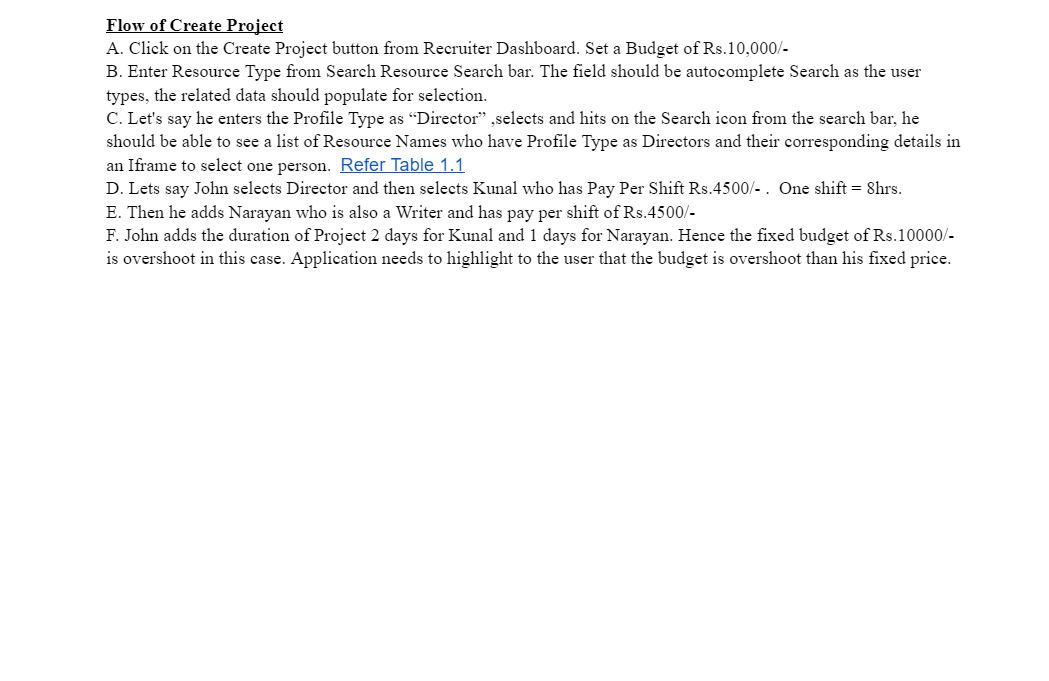 Flow of Create Project
A. Click on the Create Project button from Recruiter Dashboard. Set a Budget of Rs.10,000/-
B. Enter Resource Type from Search Resource Search bar. The field should be autocomplete Search as the user
types, the related data should populate for selection.
C. Let's say he enters the Profile Type as “Director” ,selects and hits on the Search icon from the search bar, he
should be able to see a list of Resource Names who have Profile Type as Directors and their corresponding details in
an Iframe to select one person.  Refer Table 1.1
D. Lets say John selects Director and then selects Kunal who has Pay Per Shift Rs.4500/- .  One shift = 8hrs.
E. Then he adds Narayan who is also a Writer and has pay per shift of Rs.4500/-
F. John adds the duration of Project 2 days for Kunal and 1 days for Narayan. Hence the fixed budget of Rs.10000/-
is overshoot in this case. Application needs to highlight to the user that the budget is overshoot than his fixed price.